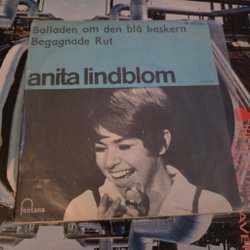 Balladen om den blå baskern
Begagnade Rut
anita lindblom
fontana